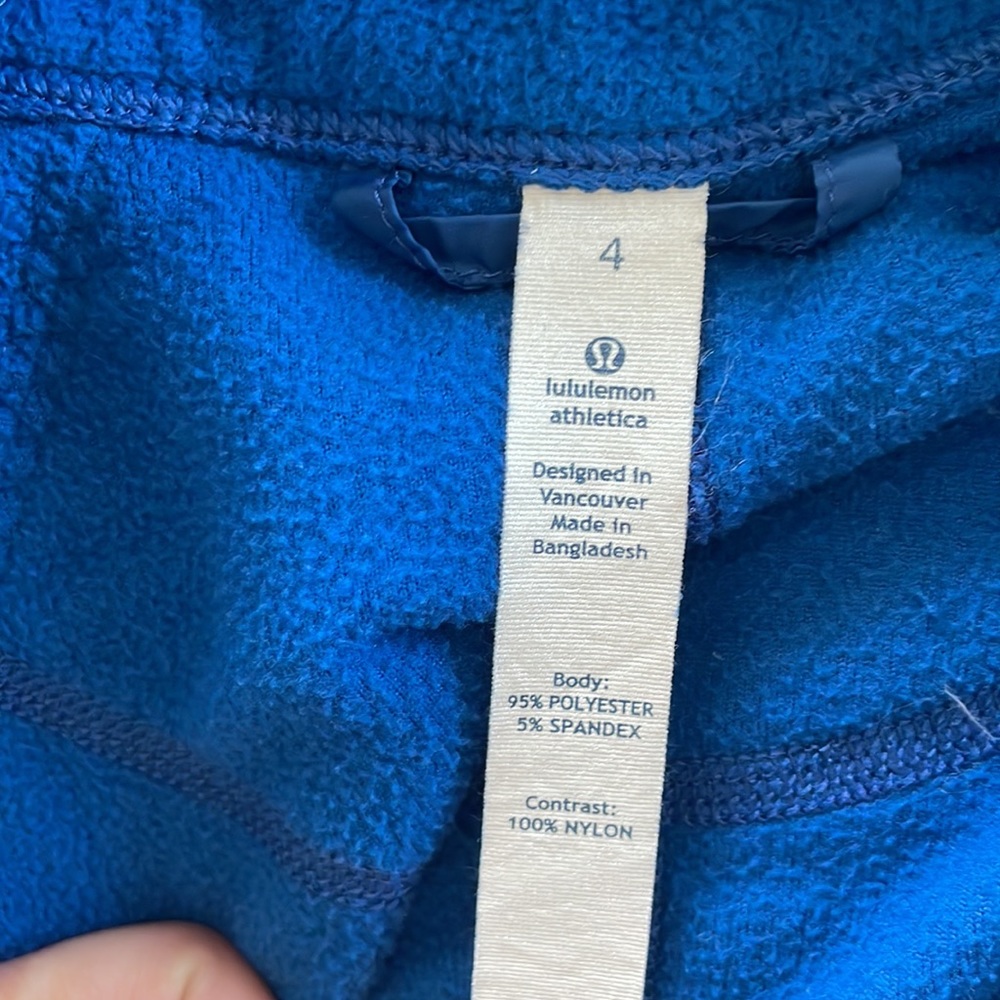 4
lululemon
athletica
Designed in
Vancouver
Made in
Bangladesh
Body:
95% POLYESTER
5% SPANDEX
Contrast:
100% NYLON